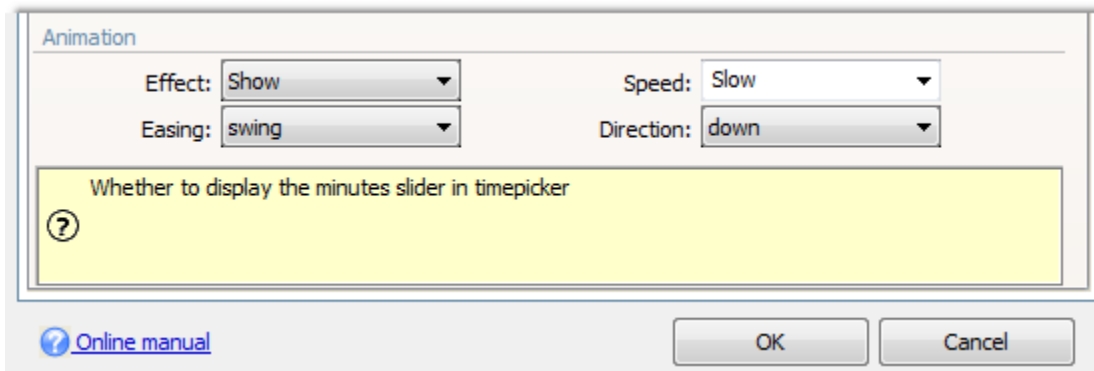 Animation
Effect: Show Speed: Slow
Easing: swing Direction: down
Whether to display the minutes slider in timepicker
?
? Online manual OK Cancel